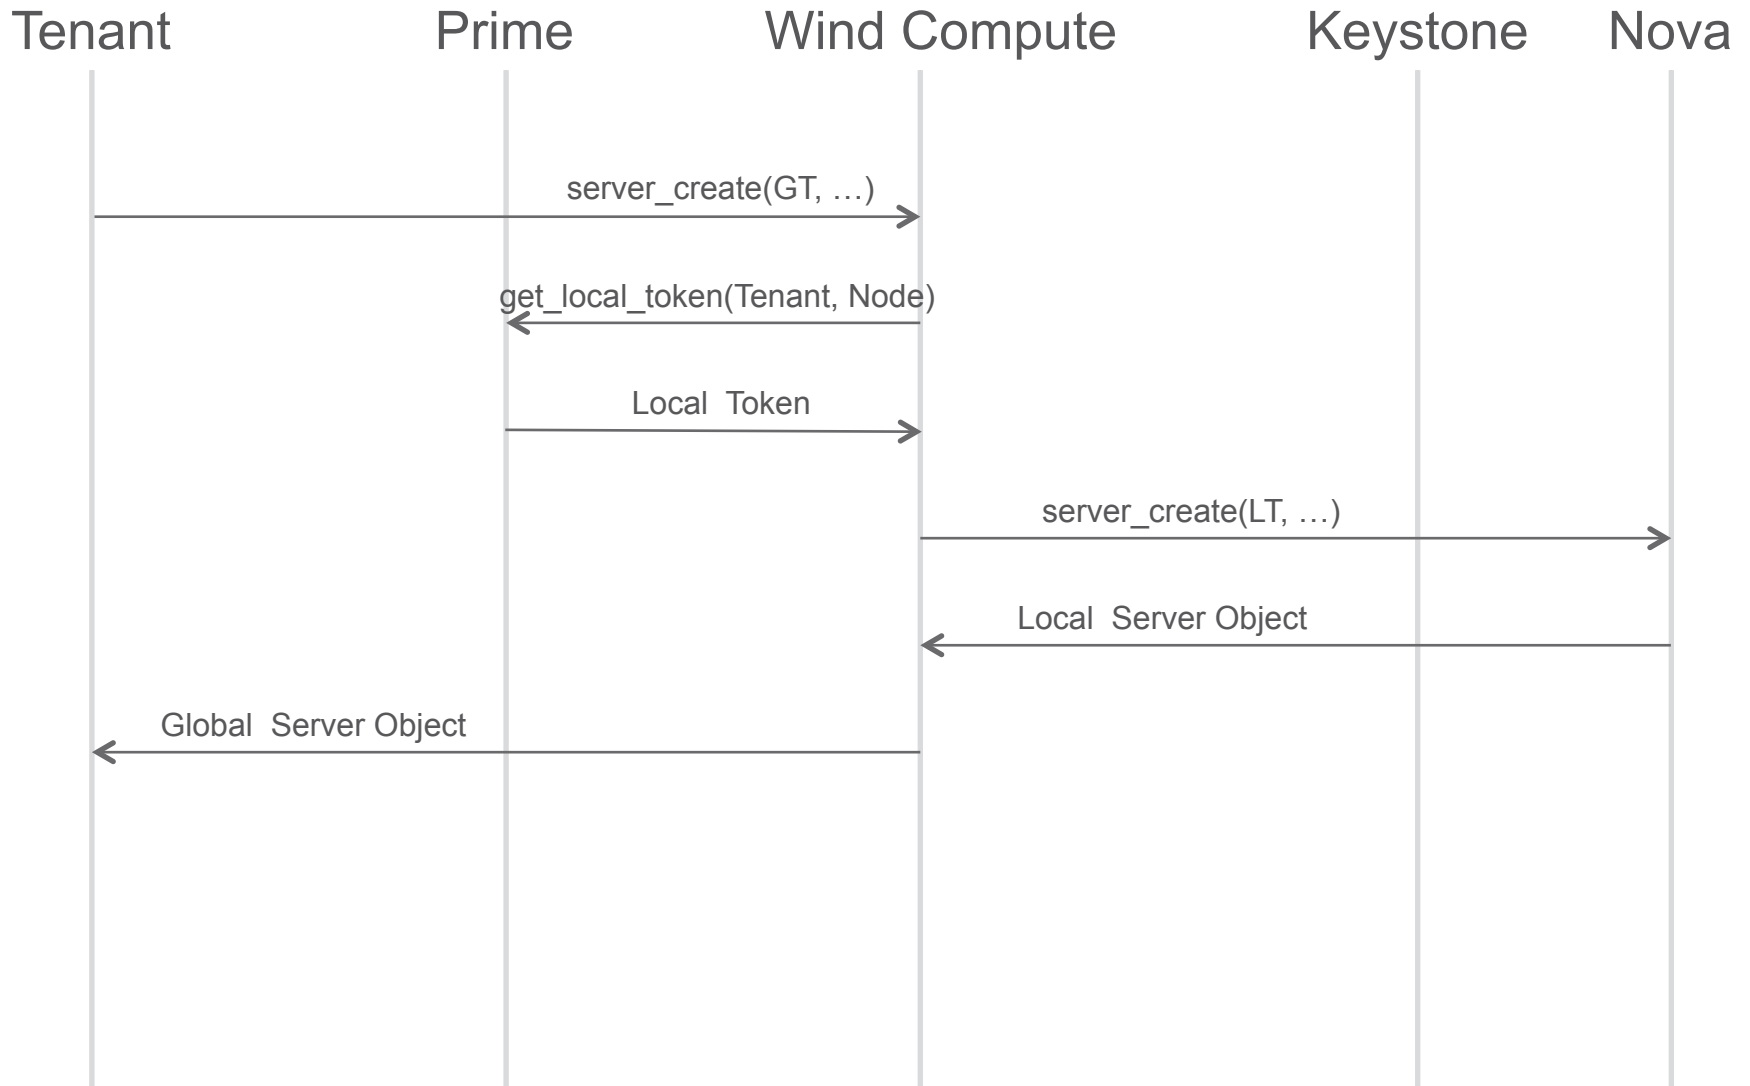 Tenant Prime Wind Compute Keystone Nova
server_create(GT, …)
get_local_token(Tenant, Node)
Local  Token
server_create(LT, …)
Local  Server Object
Global  Server Object